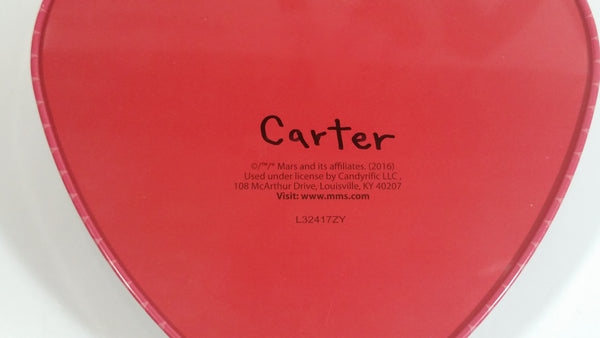 Carter
©/™/® Mars and its affiliates. (2016)
Used under license by Candyrific LLC ,
108 McArthur Drive, Louisville, KY 40207
Visit: www.mms.com
L32417ZY